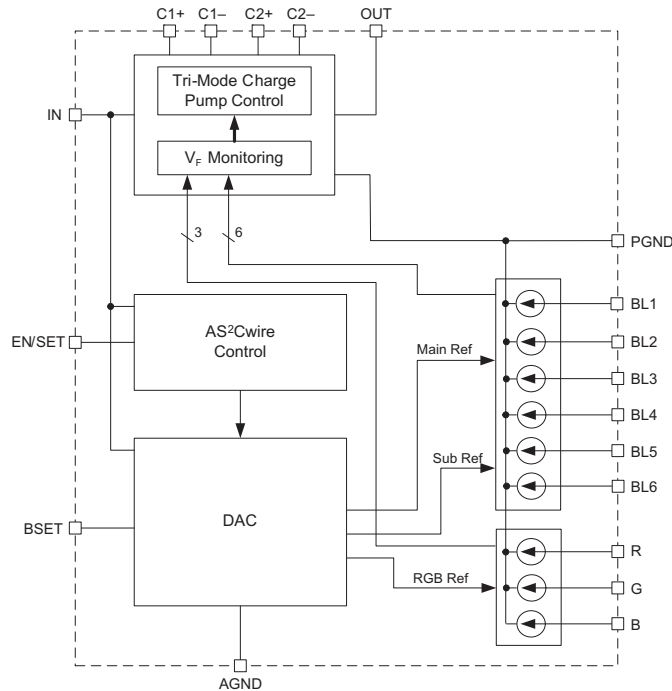 C1+ C1– C2+ C2– OUT
Tri-Mode Charge
Pump Control
IN
V_F Monitoring
3 6
PGND
BL1
AS²Cwire
Control
EN/SET
BL2
Main Ref
BL3
BL4
BL5
Sub Ref
BL6
DAC
BSET
R
RGB Ref
G
B
AGND